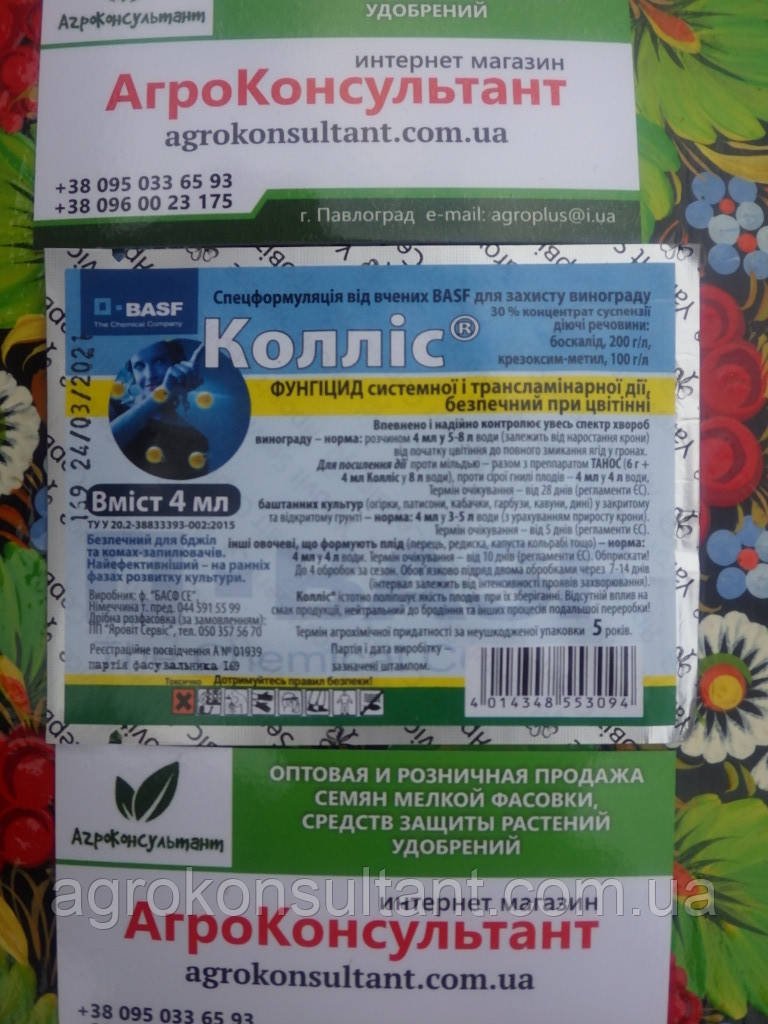 УДОБРЕНИЙ
АгроКонсультант
интернет магазин
АгроКонсультант
agrokonsultant.com.ua
+38 095 033 65 93
+38 096 00 23 175
г. Павлоград e-mail: agroplus@i.ua
BASF
The Chemical Company
Спецформуляція від вчених BASF для захисту винограду
30 % концентрат суспензії
діючі речовини:
боскалід, 200 г/л,
крезоксим-метил, 100 г/л
Колліс®
ФУНГІЦИД системної і трансламінарної дії,
безпечний при цвітінні
169 24/03/2021
Вміст 4 мл
ТУ У 20.2-38833393-002:2015
Безпечний для бджіл
та комах-запилювачів.
Найефективніший – на ранніх
фазах розвитку культури.
Виробник: ф. "БАСФ СЕ"
Німеччина т. пред. 044 591 55 99
Дрібна розфасовка (за замовленням):
ПП "Яровіт Сервіс", тел. 050 357 56 70
Реєстраційне посвідчення А № 01939
партія фасувальника 169
Впевнено і надійно контролює увесь спектр хвороб
винограду – норма: розчином 4 мл у 5-8 л води (залежить від наростання крони)
від початку цвітіння до повного змикання ягід у гронах.
Для посилення дії проти мільдью – разом з препаратом ТАНОС (6 г +
4 мл Колліс у 8 л води), проти сірої гнилі плодів – 4 мл у 4 л води,
Термін очікування – від 28 днів (регламенти ЄС).
баштанних культур (огірки, патисони, кабачки, гарбузи, кавуни, дині) у закритому
та відкритому грунті – норма: 4 мл у 3-5 л води (з урахуванням приросту крони).
Термін очікування – від 5 днів (регламенти ЄС).
інші овочеві, що формують плід (перець, редиска, капуста кольрабі тощо) – норма:
4 мл у 4 л води. Термін очікування – від 10 днів (регламенти ЄС). Обприскати!
До 4 обробок за сезон. Обов'язково підряд двома обробками через 7-14 днів
(інтервал залежить від інтенсивності проявів захворювання).
Колліс® істотно поліпшує якість плодів при їх зберіганні. Відсутній вплив на
смак продукції, нейтральний до бродіння та інших процесів подальшої переробки!
Термін агрохімічної придатності за неушкодженої упаковки 5 років.
Партія і дата виробітку –
зазначені штампом.
Токсично Дотримуйтесь правил безпеки!
4 014348 553094
АгроКонсультант
ОПТОВАЯ И РОЗНИЧНАЯ ПРОДАЖА
СЕМЯН МЕЛКОЙ ФАСОВКИ,
СРЕДСТВ ЗАЩИТЫ РАСТЕНИЙ
УДОБРЕНИЙ
agrokonsultant.com.ua
интернет магазин
АгроКонсультант
agrokonsultant.com.ua
+38 095 033 65 93